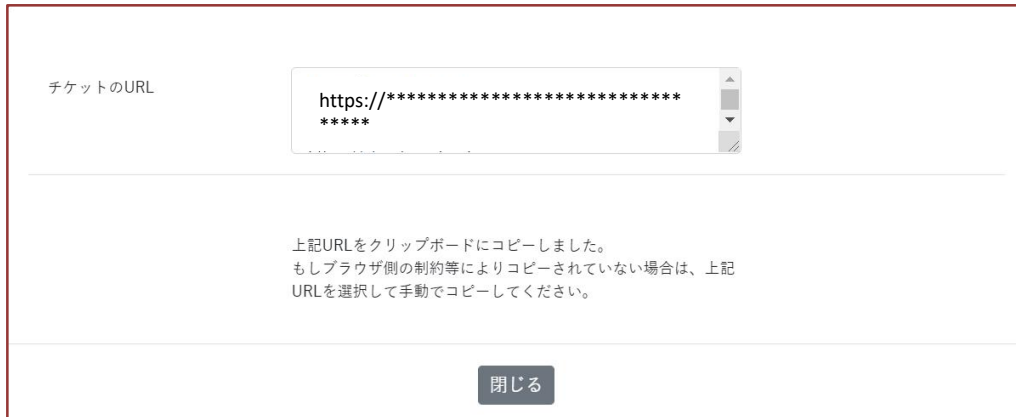 チケットのURL
https://****************************
*****
上記URLをクリップボードにコピーしました。
もしブラウザ側の制約等によりコピーされていない場合は、上記
URLを選択して手動でコピーしてください。
閉じる